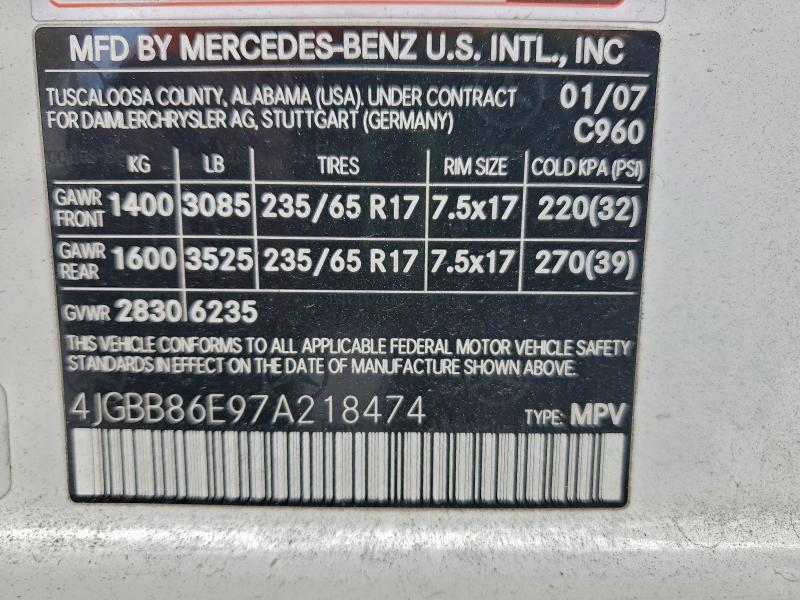 MFD BY MERCEDES-BENZ U.S. INTL., INC
TUSCALOOSA COUNTY, ALABAMA (USA). UNDER CONTRACT 01/07
FOR DAIMLERCHRYSLER AG, STUTTGART (GERMANY) C960
KG LB TIRES RIM SIZE COLD KPA (PSI)
GAWR FRONT 1400 3085 235/65 R17 7.5x17 220(32)
GAWR REAR 1600 3525 235/65 R17 7.5x17 270(39)
GVWR 2830 6235
THIS VEHICLE CONFORMS TO ALL APPLICABLE FEDERAL MOTOR VEHICLE SAFETY
STANDARDS IN EFFECT ON THE DATE OF MANUFACTURE SHOWN ABOVE.
4JGBB86E97A218474 TYPE: MPV